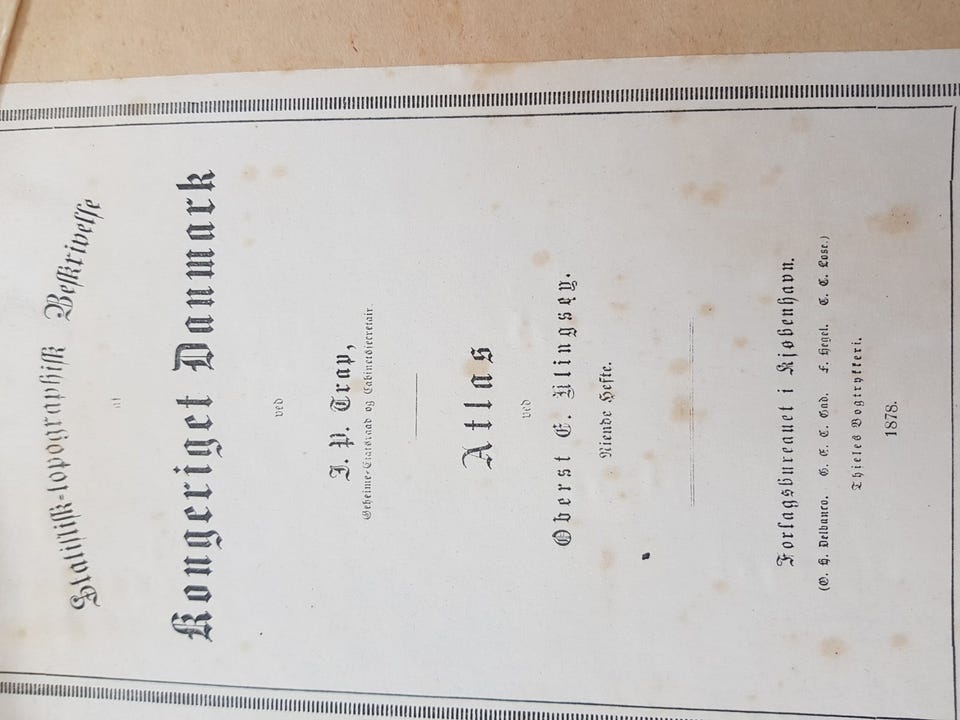 Statistisk-topographisk Beskrivelse
af
Kongeriget Danmark
ved
J. P. Trap,
Geheime-Etatsraad og Cabinetssecretair.
Atlas
ved
Oberst E. Ulingsey.
Niende Hefte.
Forlagsbureauet i Kjøbenhavn.
(O. H. Delbanco. G. E. C. Gad. F. Hegel. C. C. Lose.)
Thieles Bogtrykkeri.
1878.